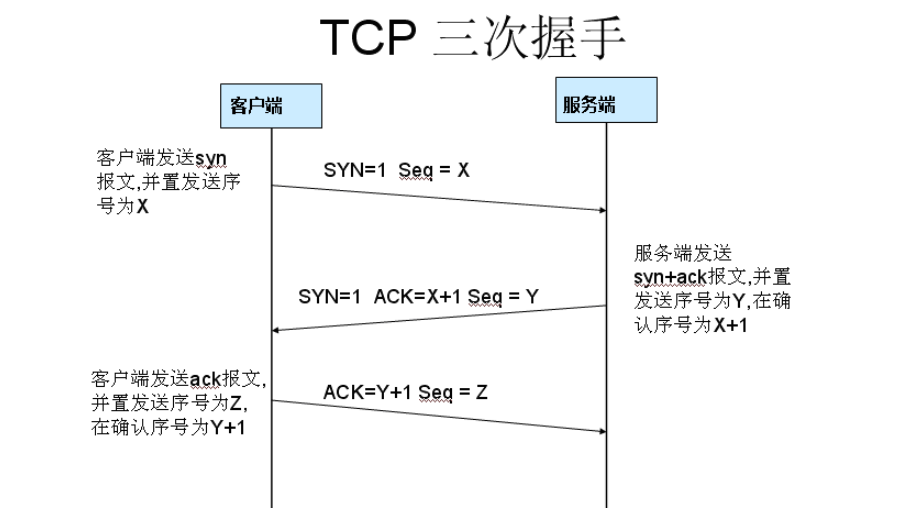 TCP 三次握手
客户端
服务端
客户端发送syn
报文,并置发送序
号为X
SYN=1 Seq = X
服务端发送
syn+ack报文,并置
发送序号为Y,在确
认序号为X+1
SYN=1 ACK=X+1 Seq = Y
客户端发送ack报文,
并置发送序号为Z,
在确认序号为Y+1
ACK=Y+1 Seq = Z